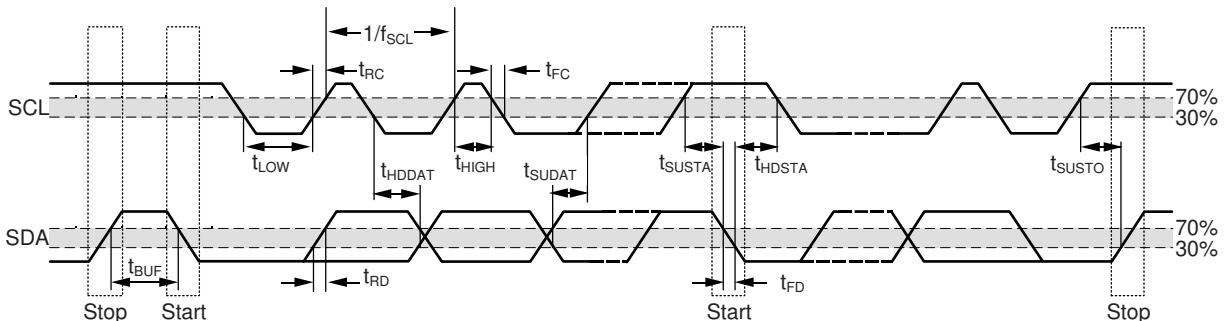 1/fSCL
tRC
tFC
SCL
70%
30%
tLOW
tHDDAT
tHIGH
tSUDAT
tSUSTA
tHDSTA
tSUSTO
SDA
70%
30%
tBUF
tRD
tFD
Stop
Start
Start
Stop